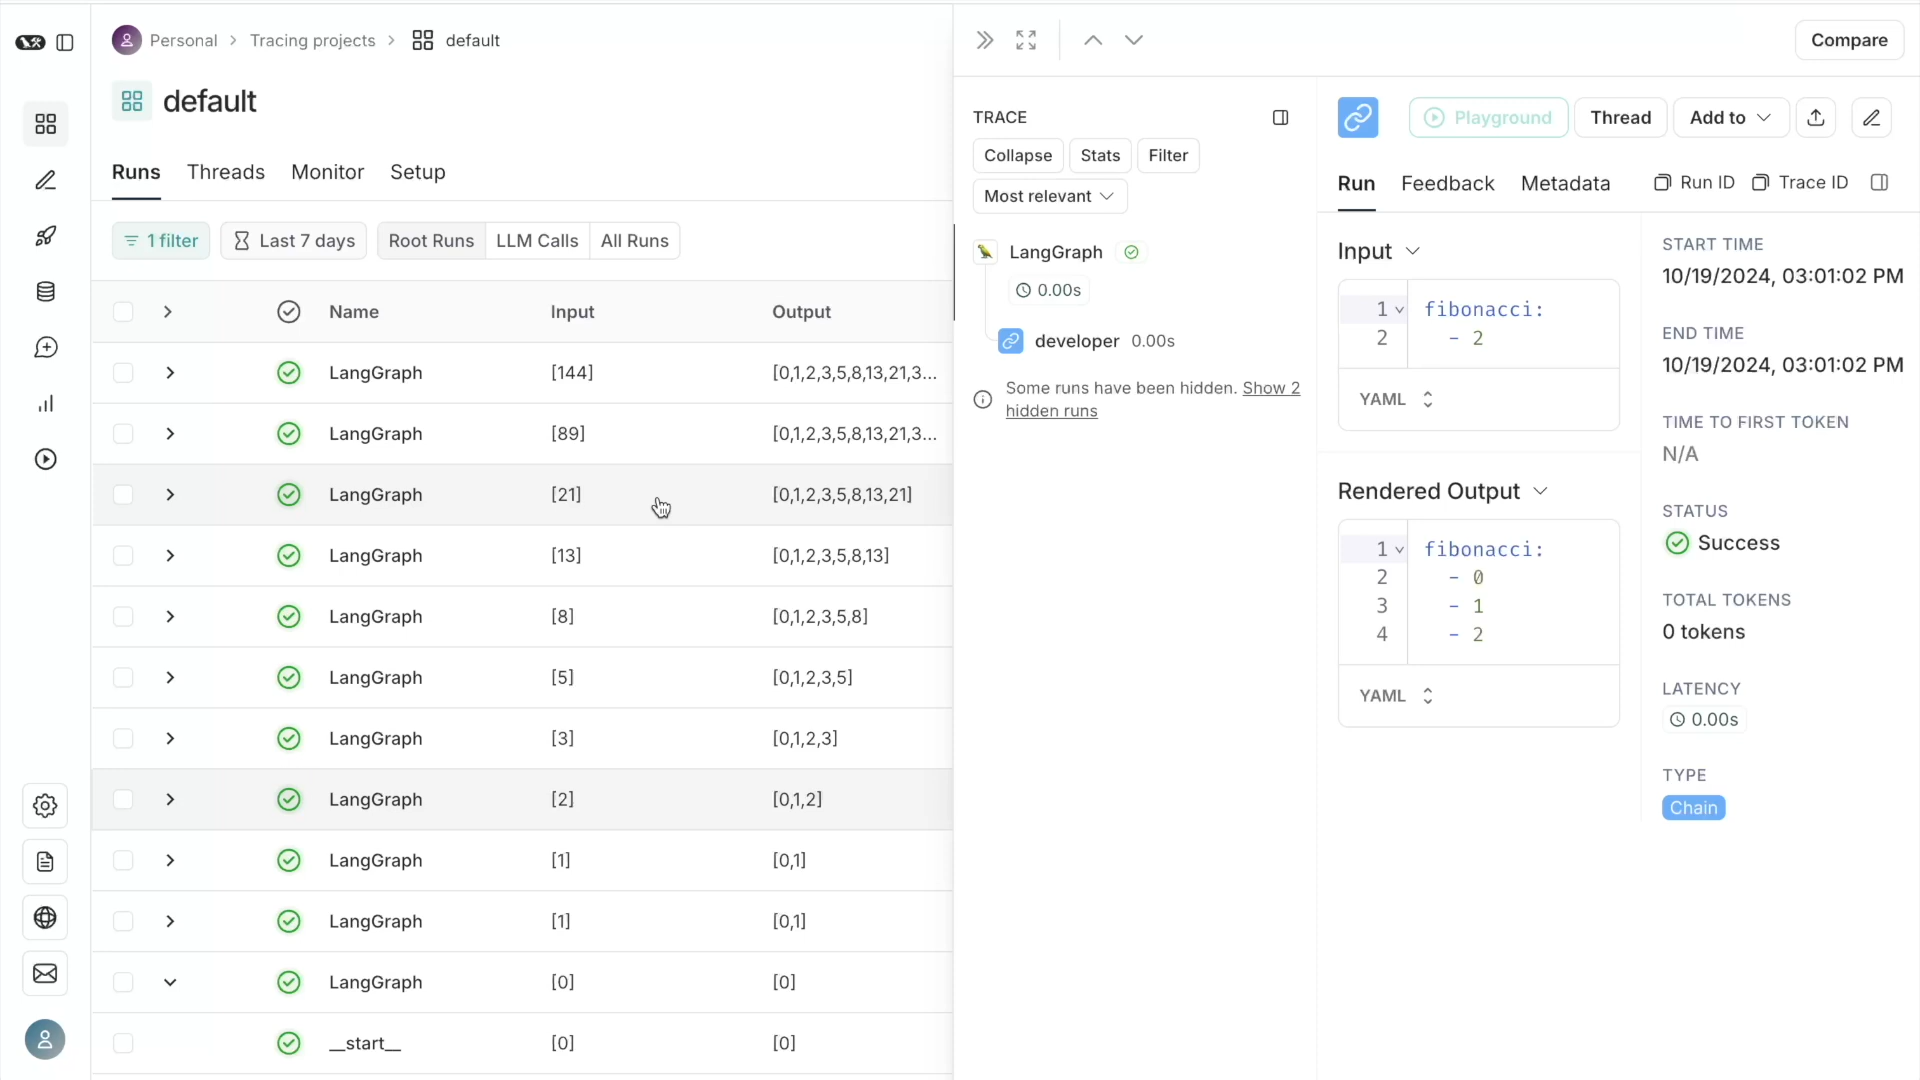 Personal > Tracing projects > default
default
Runs Threads Monitor Setup
1 filter Last 7 days Root Runs LLM Calls All Runs
Name Input Output
LangGraph [144] [0,1,2,3,5,8,13,21,3...
LangGraph [89] [0,1,2,3,5,8,13,21,3...
LangGraph [21] [0,1,2,3,5,8,13,21]
LangGraph [13] [0,1,2,3,5,8,13]
LangGraph [8] [0,1,2,3,5,8]
LangGraph [5] [0,1,2,3,5]
LangGraph [3] [0,1,2,3]
LangGraph [2] [0,1,2]
LangGraph [1] [0,1]
LangGraph [1] [0,1]
LangGraph [0] [0]
__start__ [0] [0]
Compare
TRACE
Collapse Stats Filter
Most relevant
LangGraph
0.00s
developer 0.00s
Some runs have been hidden. Show 2
hidden runs
Playground Thread Add to
Run Feedback Metadata Run ID Trace ID
Input
1 fibonacci:
2 - 2
YAML
Rendered Output
1 fibonacci:
2 - 0
3 - 1
4 - 2
YAML
START TIME
10/19/2024, 03:01:02 PM
END TIME
10/19/2024, 03:01:02 PM
TIME TO FIRST TOKEN
N/A
STATUS
Success
TOTAL TOKENS
0 tokens
LATENCY
0.00s
TYPE
Chain